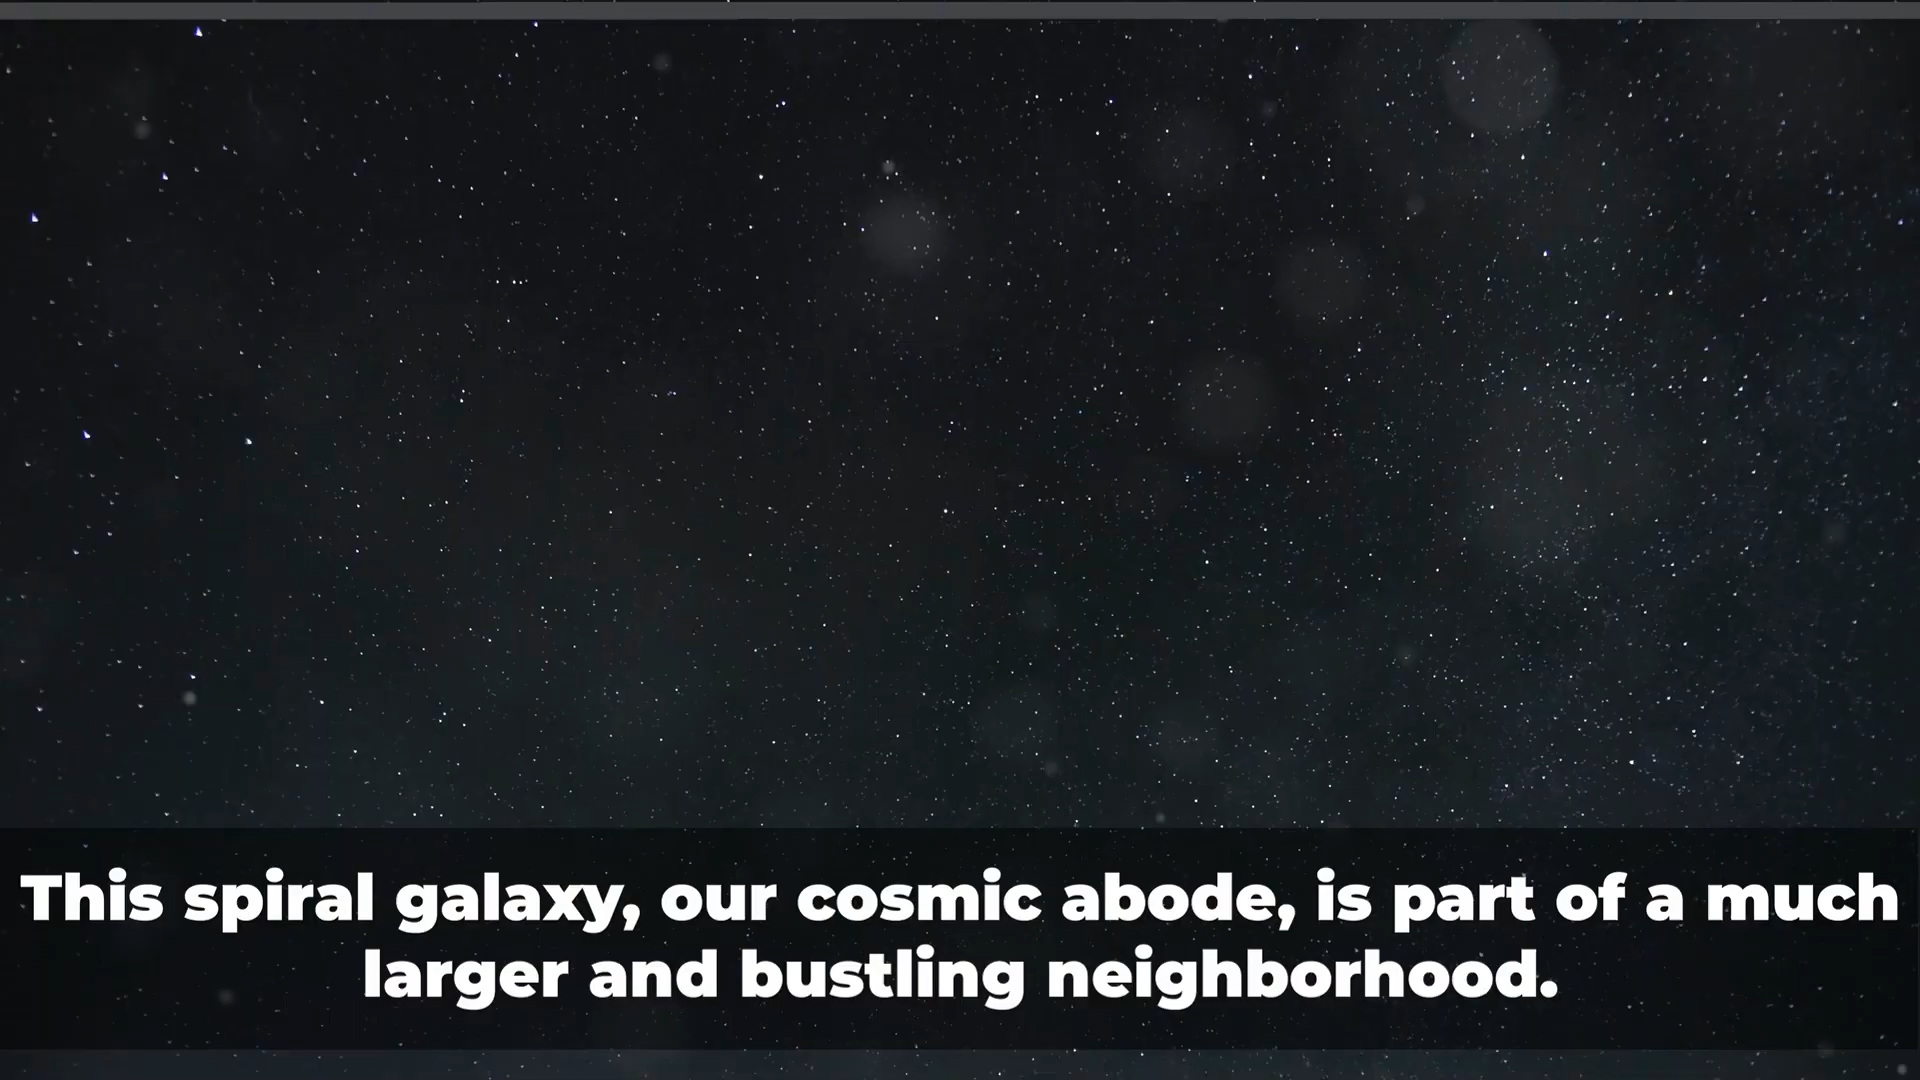 This spiral galaxy, our cosmic abode, is part of a much
larger and bustling neighborhood.